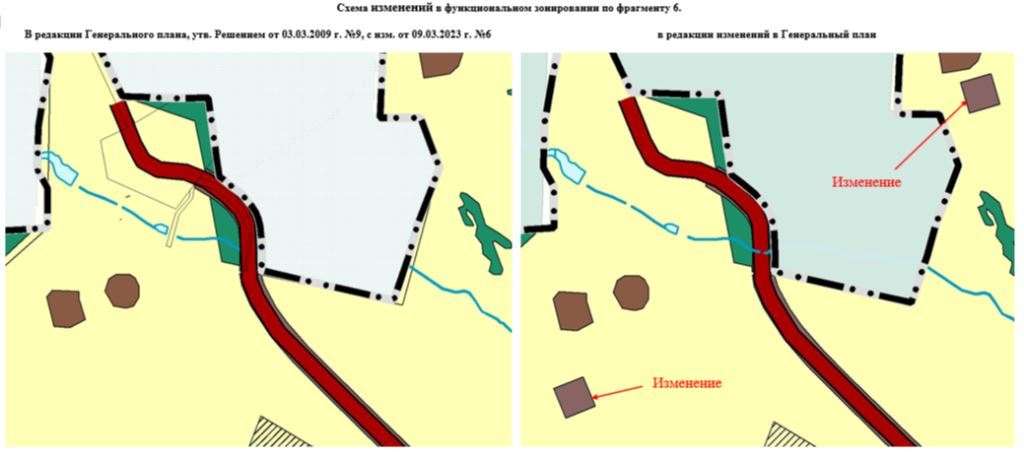 Схема изменений в функциональном зонировании по фрагменту 6.
В редакции Генерального плана, утв. Решением от 03.03.2009 г. №9, с изм. от 09.03.2023 г. №6
в редакции изменений в Генеральный план
Изменение
Изменение